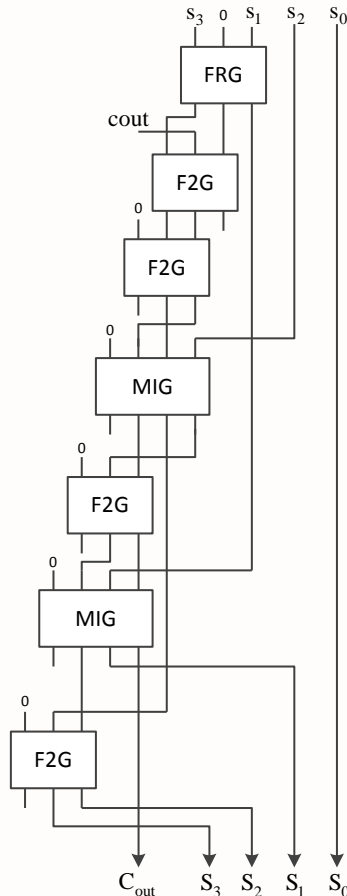 s3 0 s1 s2 s0
FRG
cout
F2G
0
F2G
0
MIG
0
F2G
0
MIG
0
F2G
Cout S3 S2 S1 S0